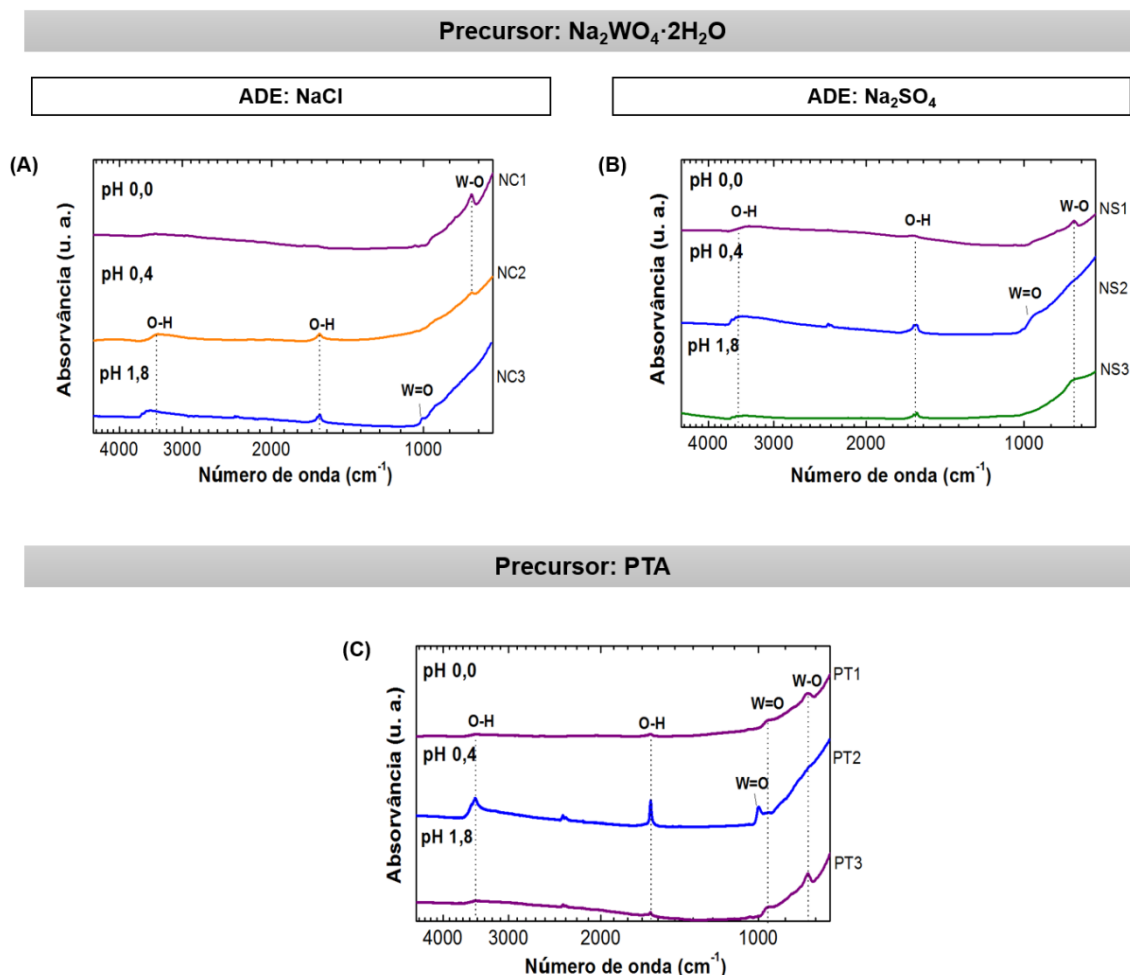 Precursor: Na₂WO₄·2H₂O
ADE: NaCl
ADE: Na₂SO₄
(A)
Absorvância (u. a.)
pH 0,0
W-O
NC1
pH 0,4
NC2
O-H
O-H
pH 1,8
NC3
W=O
4000 3000 2000 1000
Número de onda (cm⁻¹)
(B)
Absorvância (u. a.)
pH 0,0
O-H
O-H
W-O
NS1
pH 0,4
NS2
W=O
pH 1,8
NS3
4000 3000 2000 1000
Número de onda (cm⁻¹)
Precursor: PTA
(C)
Absorvância (u. a.)
pH 0,0
PT1
W-O
W=O
O-H
O-H
pH 0,4
PT2
W=O
pH 1,8
PT3
4000 3000 2000 1000
Número de onda (cm⁻¹)